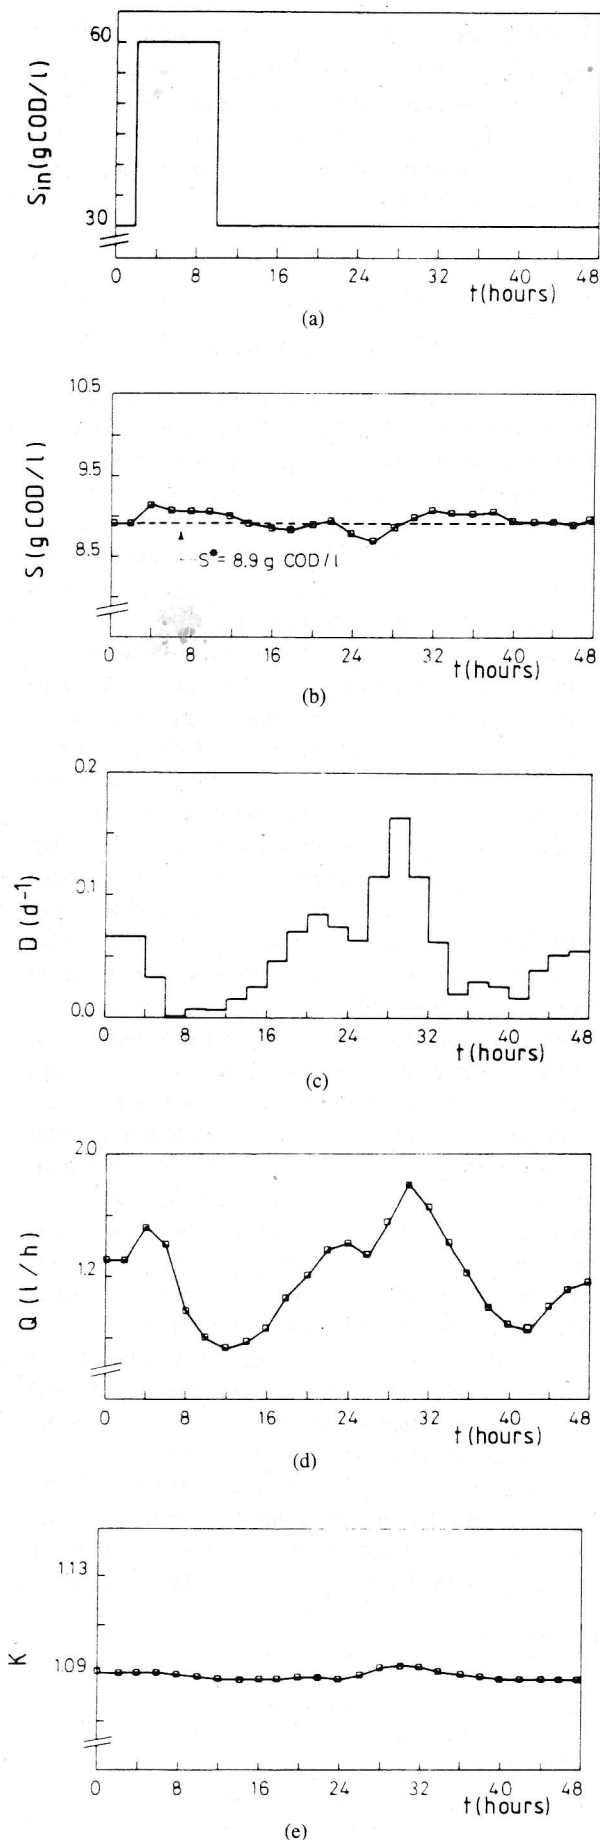 60
30
S_in (g COD/l)
0 8 16 24 32 40 48
t (hours)
(a)
10.5
9.5
8.5
S (g COD/l)
S* = 8.9 g COD/l
0 8 16 24 32 40 48
t (hours)
(b)
0.2
0.1
0.0
D (d⁻¹)
0 8 16 24 32 40 48
t (hours)
(c)
2.0
1.2
Q (l/h)
0 8 16 24 32 40 48
t (hours)
(d)
1.13
1.09
K
0 8 16 24 32 40 48
t (hours)
(e)